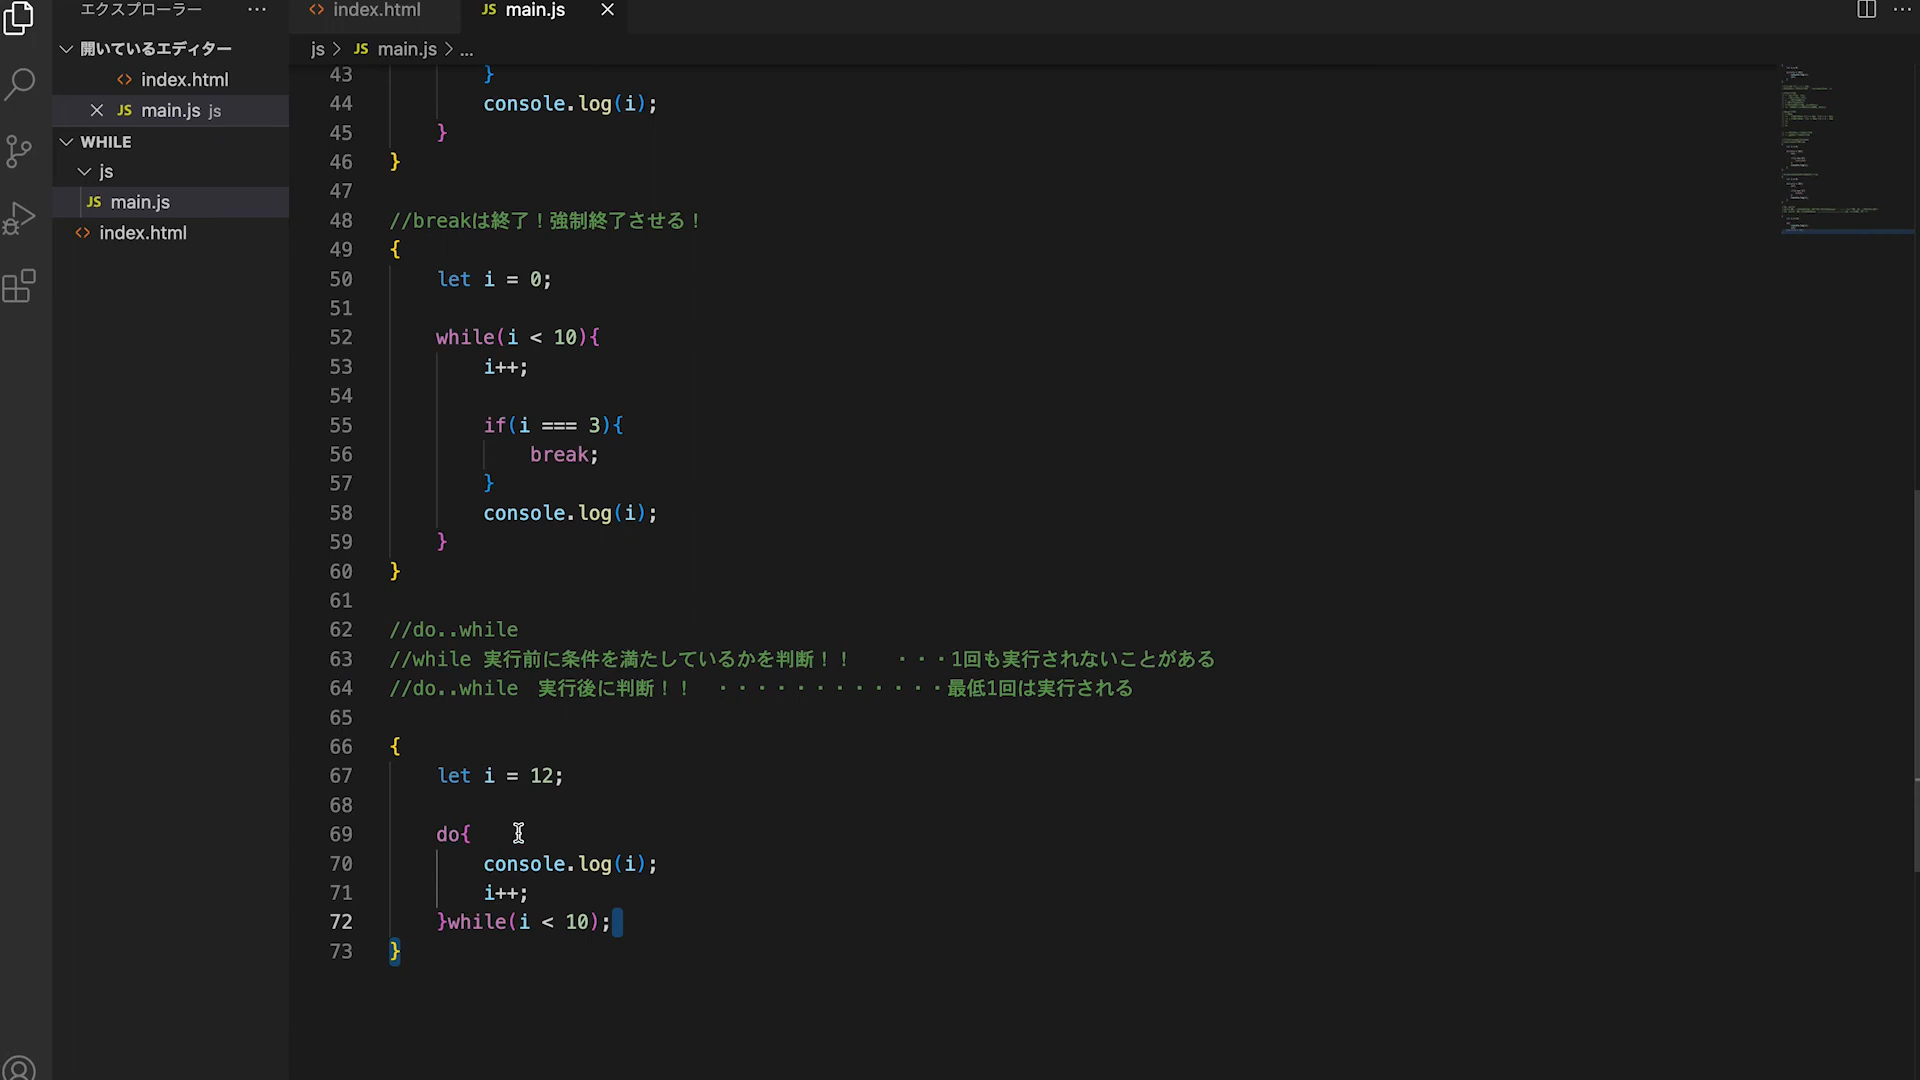 エクスプローラー ···
<> index.html
JS main.js ×
開いているエディター
<> index.html
× JS main.js js
WHILE
js
JS main.js
<> index.html
js > JS main.js > ...
43 }
44 console.log(i);
45 }
46 }
47
48 //breakは終了！強制終了させる！
49 {
50 let i = 0;
51
52 while(i < 10){
53 i++;
54
55 if(i === 3){
56 break;
57 }
58 console.log(i);
59 }
60 }
61
62 //do..while
63 //while 実行前に条件を満たしているかを判断！！　　・・・1回も実行されないことがある
64 //do..while　実行後に判断！！　・・・・・・・・・・・・最低1回は実行される
65
66 {
67 let i = 12;
68
69 do{
70 console.log(i);
71 i++;
72 }while(i < 10);
73 }